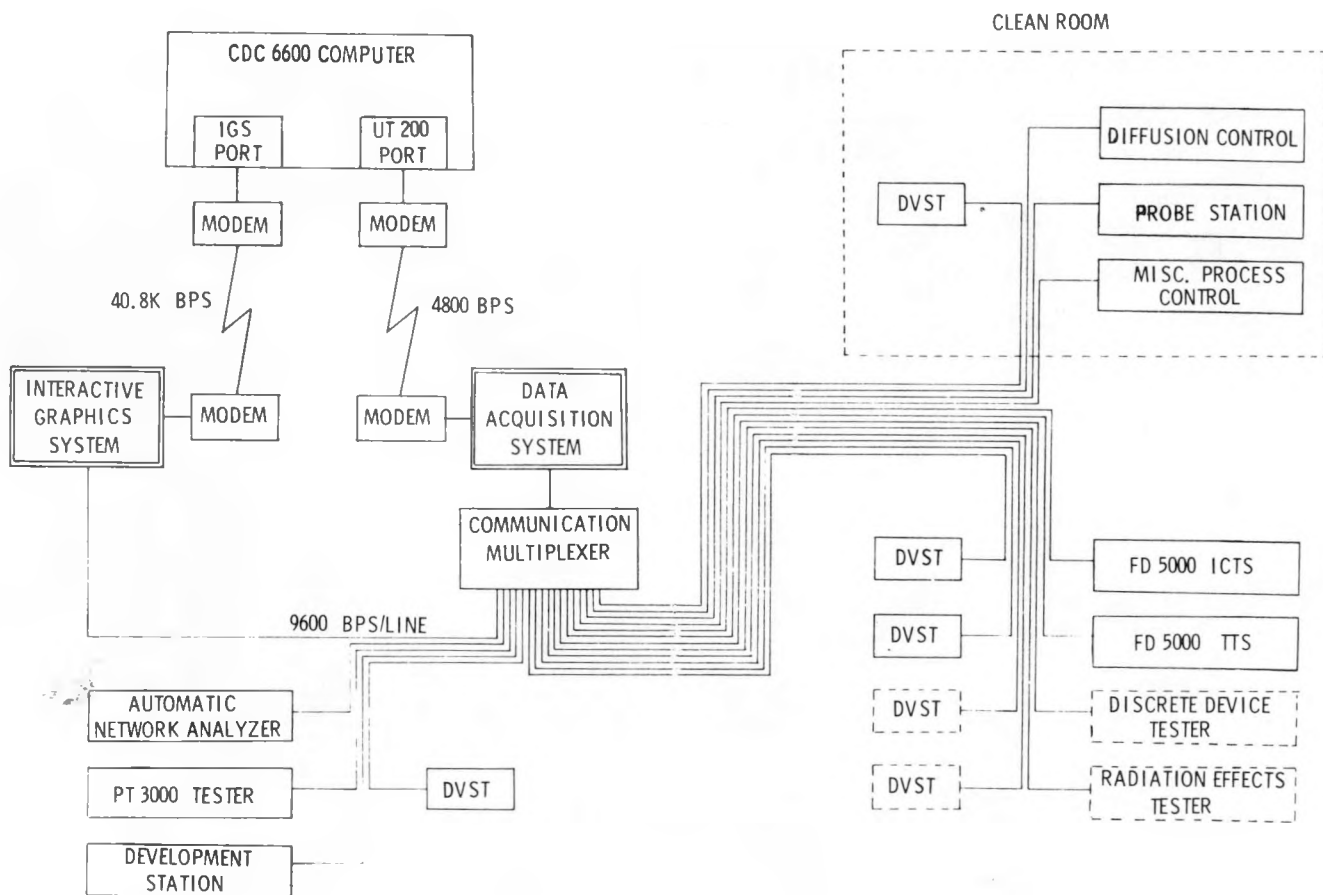 CLEAN ROOM
CDC 6600 COMPUTER
IGS
PORT
UT 200
PORT
MODEM
MODEM
40.8K BPS
4800 BPS
INTERACTIVE
GRAPHICS
SYSTEM
MODEM
MODEM
DATA
ACQUISITION
SYSTEM
COMMUNICATION
MULTIPLEXER
9600 BPS/LINE
AUTOMATIC
NETWORK ANALYZER
PT 3000 TESTER
DVST
DEVELOPMENT
STATION
DIFFUSION CONTROL
DVST
PROBE STATION
MISC. PROCESS
CONTROL
DVST
FD 5000 ICTS
DVST
FD 5000 TTS
DVST
DISCRETE DEVICE
TESTER
DVST
RADIATION EFFECTS
TESTER